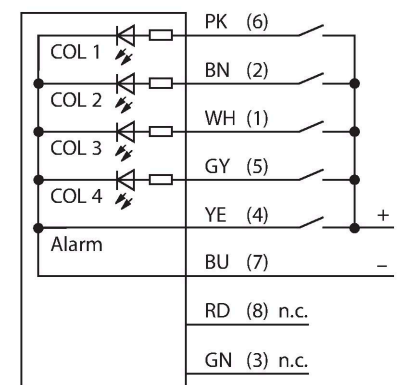 PK (6)
COL 1
BN (2)
COL 2
WH (1)
COL 3
GY (5)
COL 4
YE (4) +
Alarm
BU (7) –
RD (8) n.c.
GN (3) n.c.